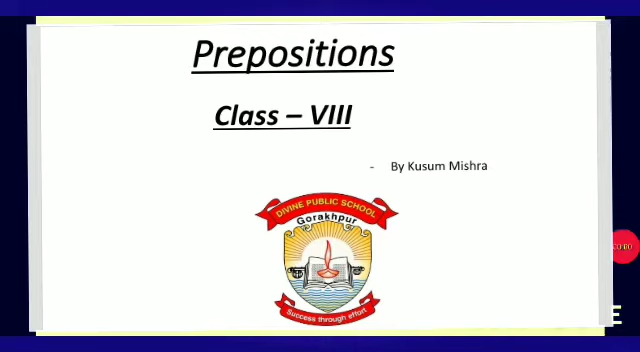 Prepositions
Class – VIII
- By Kusum Mishra
DIVINE PUBLIC SCHOOL
Gorakhpur
Success through effort
E